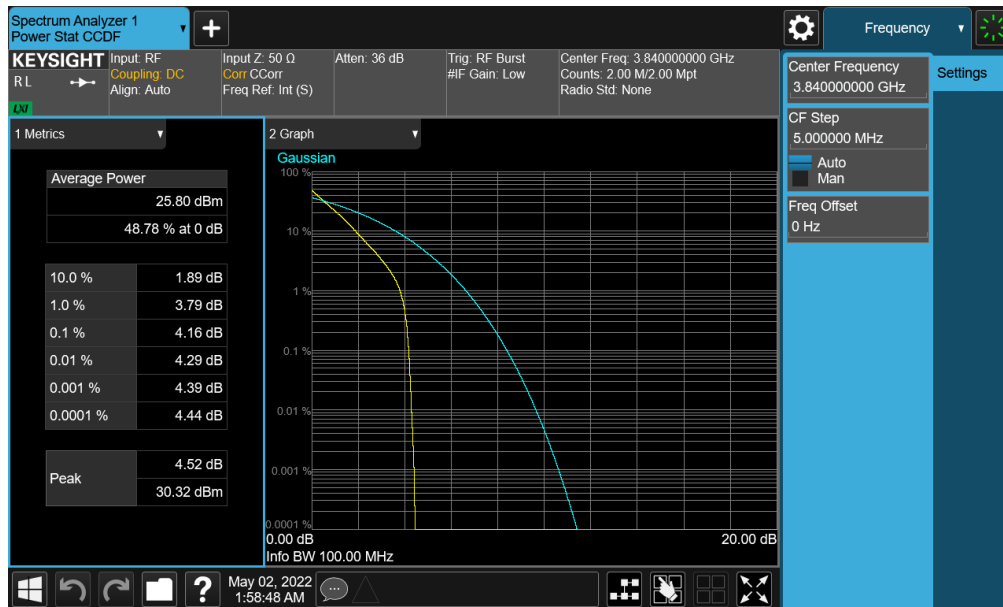 Spectrum Analyzer 1
Power Stat CCDF
+
Frequency
KEYSIGHT
RL
LXI
Input: RF
Coupling: DC
Align: Auto
Input Z: 50 Ω
Corr CCorr
Freq Ref: Int (S)
Atten: 36 dB
Trig: RF Burst
#IF Gain: Low
Center Freq: 3.840000000 GHz
Counts: 2.00 M/2.00 Mpt
Radio Std: None
Center Frequency
3.840000000 GHz
Settings
CF Step
5.000000 MHz
Auto
Man
Freq Offset
0 Hz
1 Metrics
Average Power
25.80 dBm
48.78 % at 0 dB
10.0 % 1.89 dB
1.0 % 3.79 dB
0.1 % 4.16 dB
0.01 % 4.29 dB
0.001 % 4.39 dB
0.0001 % 4.44 dB
Peak
4.52 dB
30.32 dBm
2 Graph
Gaussian
100 %
10 %
1 %
0.1 %
0.01 %
0.001 %
0.0001 %
0.00 dB 20.00 dB
Info BW 100.00 MHz
?
May 02, 2022
1:58:48 AM